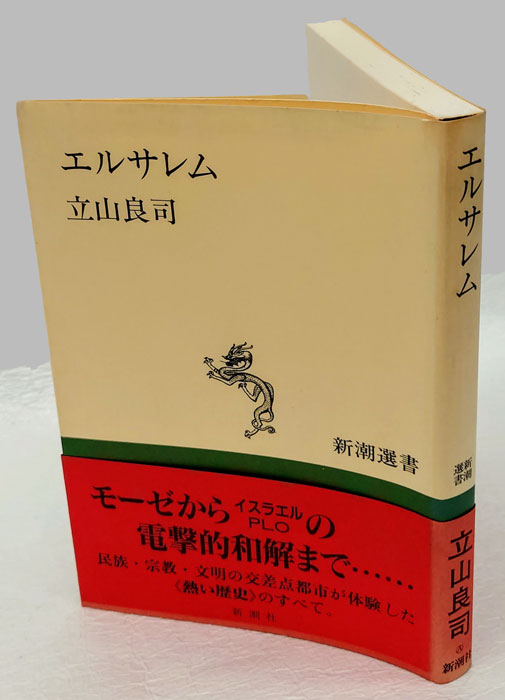 エルサレム
立山良司
新潮選書
モーゼからイスラエルPLOの
電撃的和解まで……
民族・宗教・文明の交差点都市が体験した
《熱い歴史》のすべて。
新潮社
エルサレム
新潮選書
立山良司
新潮社